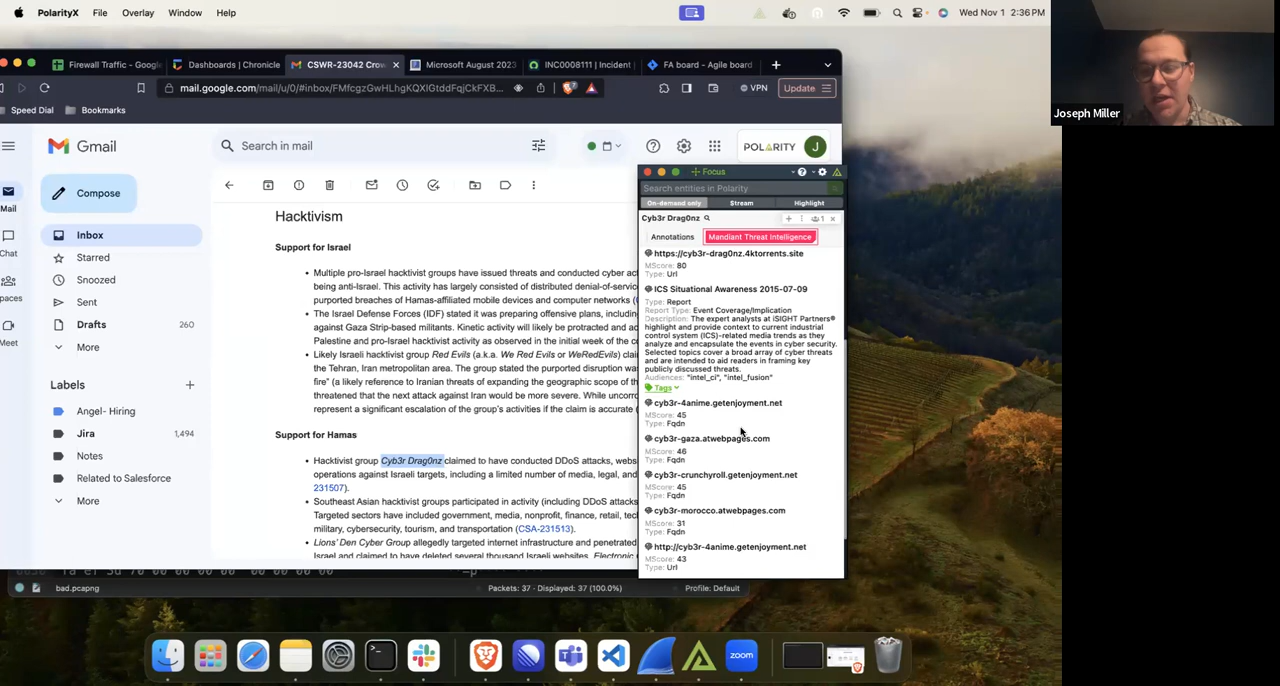 PolarityX File Overlay Window Help
Wed Nov 1 2:36 PM
Firewall Traffic - Googl
Dashboards | Chronicle
CSWR-23042 Crow
Microsoft August 2023
INC0008111 | Incident
FA board - Agile board
mail.google.com/mail/u/0/#inbox/FMfcgzGwHLhgKQXIGtddFqjCkFXB...
VPN
Update
Speed Dial
Bookmarks
Gmail
Search in mail
POLARITY
J
Mail
Chat
paces
Meet
Compose
Inbox
Starred
Snoozed
Sent
Drafts 260
More
Labels
Angel- Hiring
Jira 1,494
Notes
Related to Salesforce
More
Hacktivism
Support for Israel
• Multiple pro-Israel hacktivist groups have issued threats and conducted cyber act
being anti-Israel. This activity has largely consisted of distributed denial-of-servic
purported breaches of Hamas-affiliated mobile devices and computer networks (
• The Israel Defense Forces (IDF) stated it was preparing offensive plans, includin
against Gaza Strip-based militants. Kinetic activity will likely be protracted and ac
Palestine and pro-Israel hacktivist activity as observed in the initial week of the c
• Likely Israeli hacktivist group Red Evils (a.k.a. We Red Evils or WeRedEvils) clai
the Tehran, Iran metropolitan area. The group stated the purported disruption was
fire" (a likely reference to Iranian threats of expanding the geographic scope of th
threatened that the next attack against Iran would be more severe. While uncorro
represent a significant escalation of the group's activities if the claim is accurate (
Support for Hamas
• Hacktivist group Cyb3r Drag0nz claimed to have conducted DDoS attacks, webs
operations against Israeli targets, including a limited number of media, legal, and
231507).
• Southeast Asian hacktivist groups participated in activity (including DDoS attacks
Targeted sectors have included government, media, nonprofit, finance, retail, tec
military, cybersecurity, tourism, and transportation (CSA-231513).
• Lions' Den Cyber Group allegedly targeted internet infrastructure and penetrated
Israel and claimed to have deleted several thousand Israeli websites. Electronic
Focus
Search entities in Polarity
On-demand only Stream Highlight
Cyb3r Drag0nz
1
Annotations Mandiant Threat Intelligence
https://cyb3r-drag0nz.4ktorrents.site
MScore: 80
Type: Url
ICS Situational Awareness 2015-07-09
Type: Report
Report Type: Event Coverage/Implication
Description: The expert analysts at iSIGHT Partners®
highlight and provide context to current industrial
control system (ICS)-related media trends as they
analyze and encapsulate the events in cyber security.
Selected topics cover a broad array of cyber threats
and are intended to aid readers in framing key
publicly discussed threats.
Audiences: "intel_ci", "intel_fusion"
Tags
cyb3r-4anime.getenjoyment.net
MScore: 45
Type: Fqdn
cyb3r-gaza.atwebpages.com
MScore: 46
Type: Fqdn
cyb3r-crunchyroll.getenjoyment.net
MScore: 45
Type: Fqdn
cyb3r-morocco.atwebpages.com
MScore: 31
Type: Fqdn
http://cyb3r-4anime.getenjoyment.net
MScore: 43
Type: Url
bad.pcapng
Packets: 37 · Displayed: 37 (100.0%)
Profile: Default
zoom
Joseph Miller